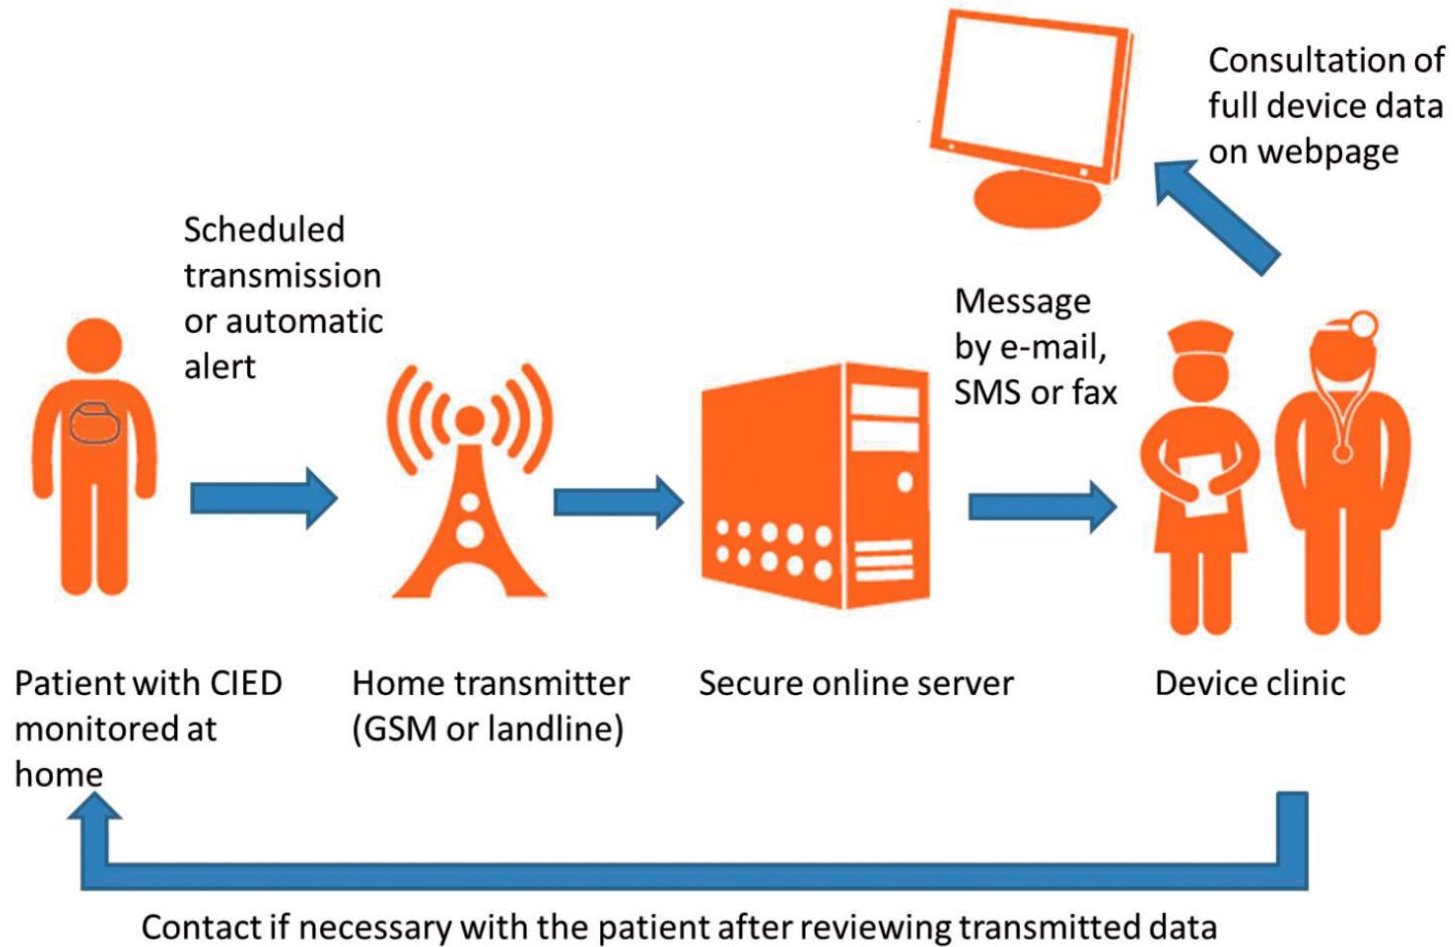 Consultation of
full device data
on webpage
Scheduled
transmission
or automatic
alert
Message
by e-mail,
SMS or fax
Patient with CIED
monitored at
home
Home transmitter
(GSM or landline)
Secure online server
Device clinic
Contact if necessary with the patient after reviewing transmitted data